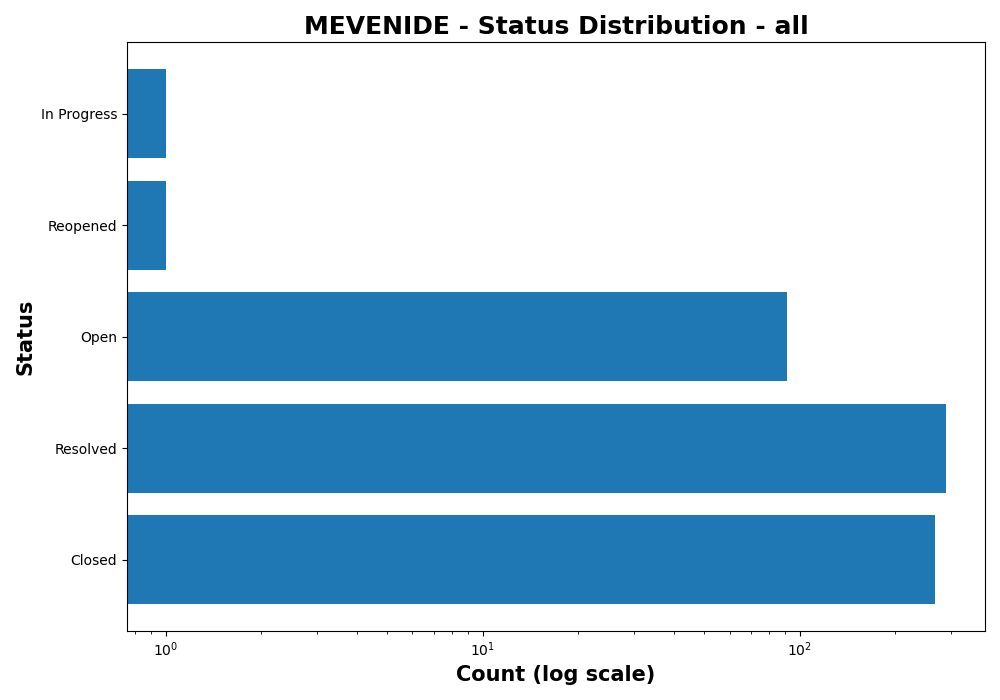 MEVENIDE - Status Distribution - all
Status
In Progress
Reopened
Open
Resolved
Closed
10⁰
10¹
10²
Count (log scale)